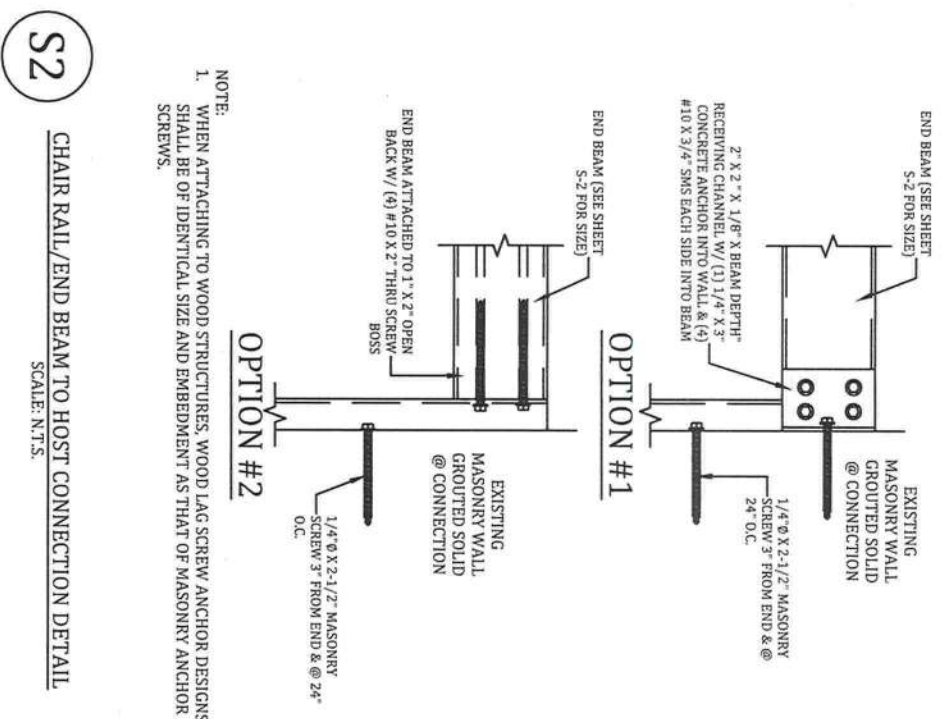 END BEAM (SEE SHEET
S-2 FOR SIZE)
2" X 2" X 1/8" X BEAM DEPTH"
RECEIVING CHANNEL W/ (1) 1/4" X 3"
CONCRETE ANCHOR INTO WALL & (4)
#10 X 3/4" SMS EACH SIDE INTO BEAM
EXISTING
MASONRY WALL
GROUTED SOLID
@ CONNECTION
1/4"Ø X 2-1/2" MASONRY
SCREW 3" FROM END & @
24" O.C.
OPTION #1
END BEAM (SEE SHEET
S-2 FOR SIZE)
END BEAM ATTACHED TO 1" X 2" OPEN
BACK W/ (4) #10 X 2" THRU SCREW
BOSS
EXISTING
MASONRY WALL
GROUTED SOLID
@ CONNECTION
1/4"Ø X 2-1/2" MASONRY
SCREW 3" FROM END & @ 24"
O.C.
OPTION #2
NOTE:
1. WHEN ATTACHING TO WOOD STRUCTURES, WOOD LAG SCREW ANCHOR DESIGNS
SHALL BE OF IDENTICAL SIZE AND EMBEDMENT AS THAT OF MASONRY ANCHOR
SCREWS.
S2
CHAIR RAIL/END BEAM TO HOST CONNECTION DETAIL
SCALE: N.T.S.